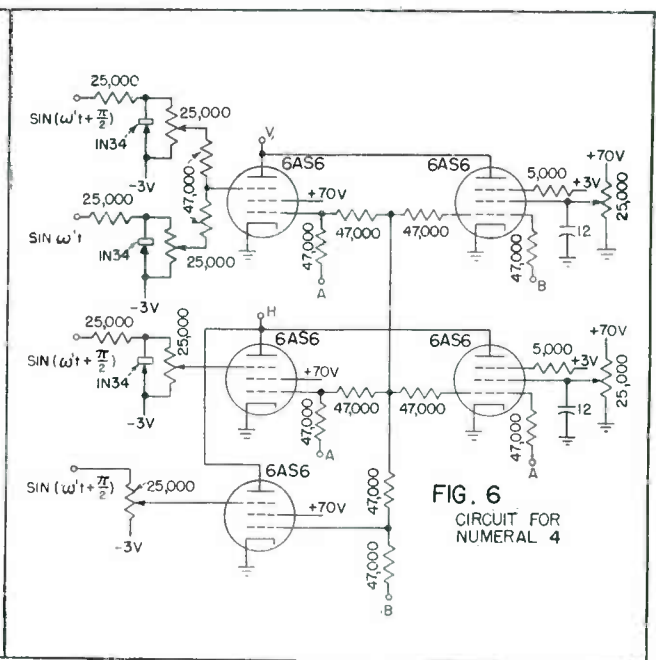 25,000
SIN (ω't + π/2)
25,000
IN34
-3V
47,000
25,000
SIN ω't
IN34
25,000
-3V
V
6AS6
+70V
47,000
47,000
A
47,000
6AS6
5,000
+3V
+70V
25,000
12
47,000
B
25,000
SIN (ω't + π/2)
25,000
IN34
-3V
H
6AS6
+70V
47,000
47,000
A
47,000
6AS6
5,000
+3V
+70V
25,000
12
47,000
A
SIN (ω't + π/2)
25,000
-3V
6AS6
+70V
47,000
47,000
B
FIG. 6
CIRCUIT FOR
NUMERAL 4